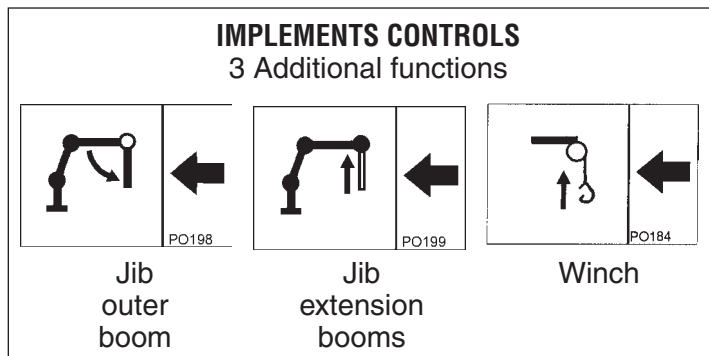 IMPLEMENTS CONTROLS
3 Additional functions
PO198
PO199
PO184
Jib
outer
boom
Jib
extension
booms
Winch